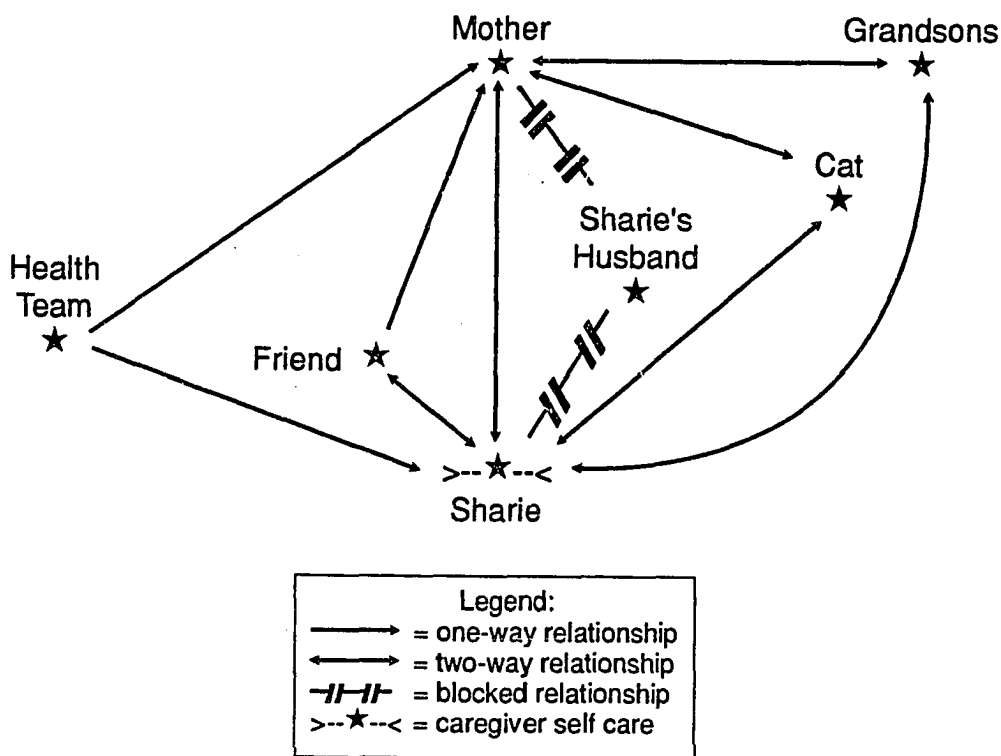 Mother
Grandsons
Cat
Sharie's
Husband
Health
Team
Friend
>-- ★ --<
Sharie
Legend:
= one-way relationship
= two-way relationship
= blocked relationship
>--★--< = caregiver self care